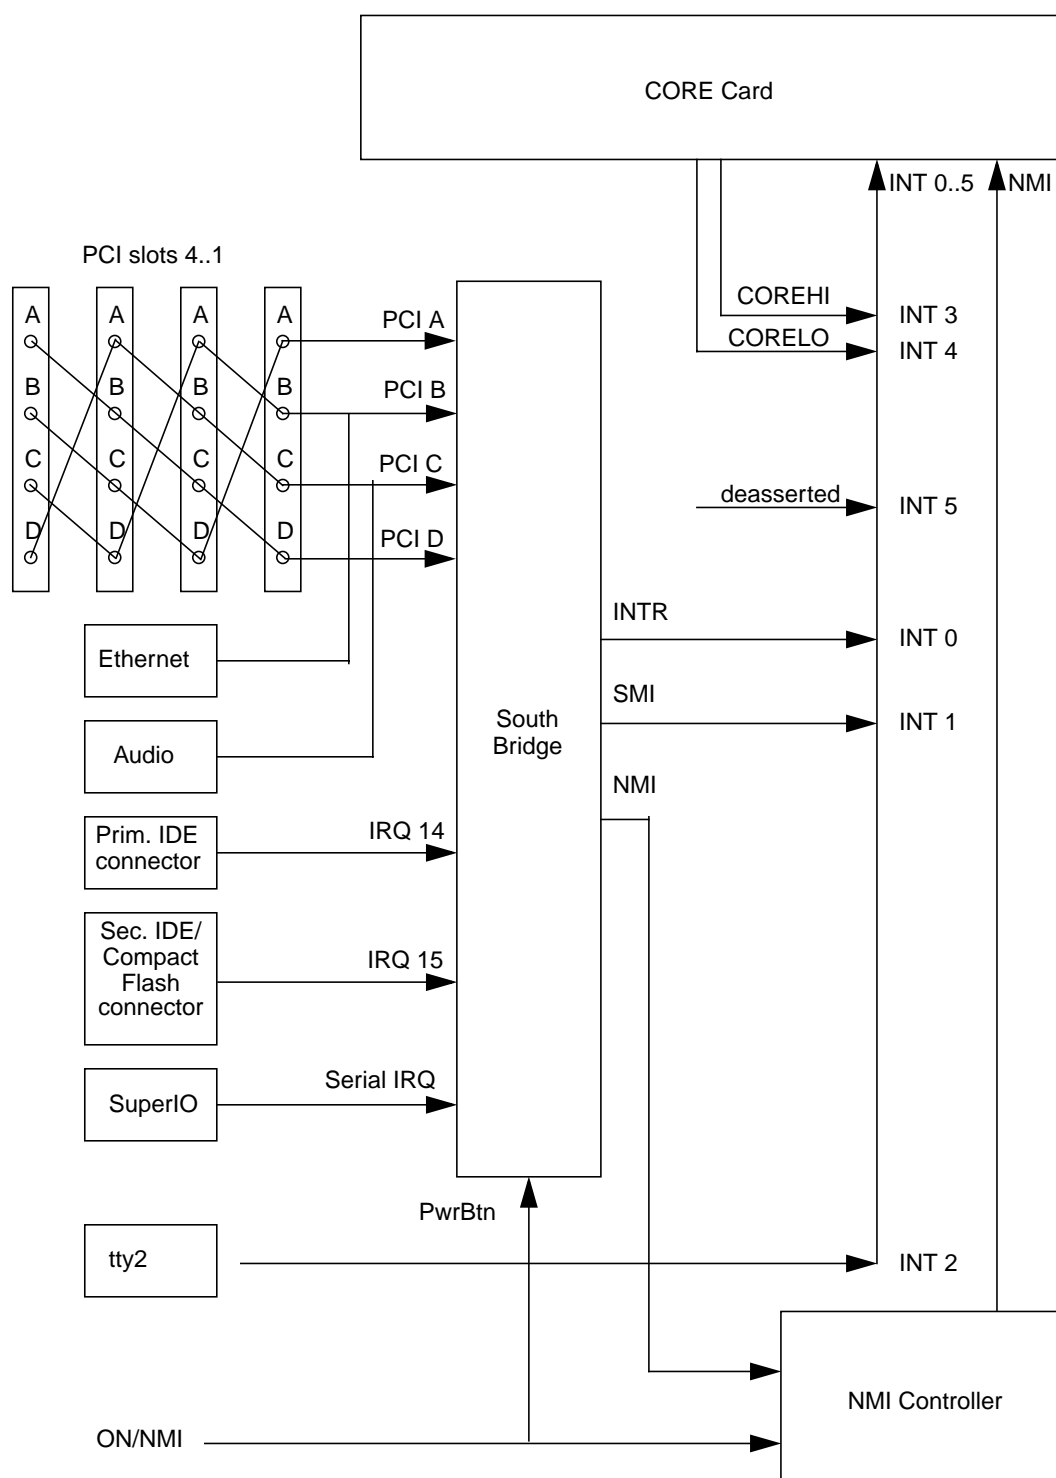 CORE Card
INT 0..5
NMI
PCI slots 4..1
COREHI
INT 3
CORELO
INT 4
A A A A
PCI A
B B B B
PCI B
C C C C
PCI C
D D D D
PCI D
deasserted
INT 5
INTR
INT 0
Ethernet
SMI
INT 1
South
Bridge
Audio
NMI
Prim. IDE
connector
IRQ 14
Sec. IDE/
Compact
Flash
connector
IRQ 15
SuperIO
Serial IRQ
PwrBtn
tty2
INT 2
NMI Controller
ON/NMI